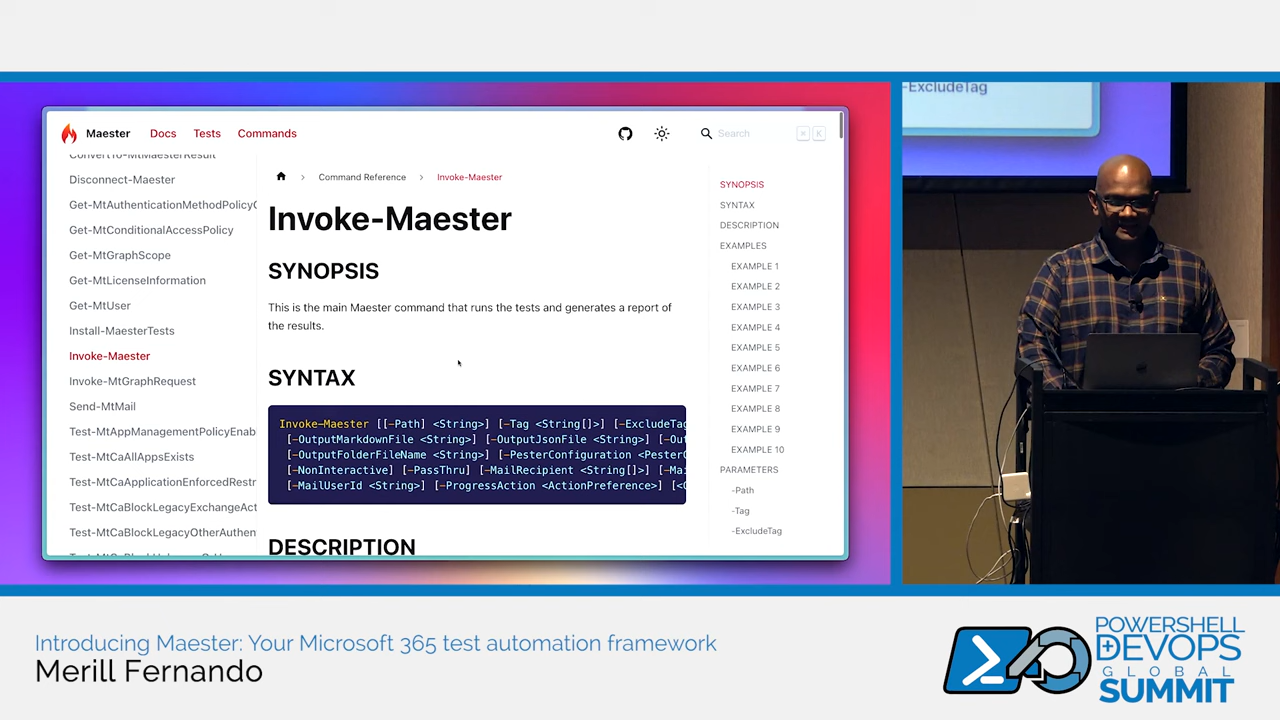 Maester Docs Tests Commands Search K
ConvertTo-MtMaesterResult
Disconnect-Maester
Get-MtAuthenticationMethodPolicyC
Get-MtConditionalAccessPolicy
Get-MtGraphScope
Get-MtLicenseInformation
Get-MtUser
Install-MaesterTests
Invoke-Maester
Invoke-MtGraphRequest
Send-MtMail
Test-MtAppManagementPolicyEnab
Test-MtCaAllAppsExists
Test-MtCaApplicationEnforcedRestr
Test-MtCaBlockLegacyExchangeAct
Test-MtCaBlockLegacyOtherAuthen
Command Reference › Invoke-Maester
Invoke-Maester
SYNOPSIS
This is the main Maester command that runs the tests and generates a report of
the results.
SYNTAX
Invoke-Maester [[-Path] <String>] [-Tag <String[]>] [-ExcludeTag
[-OutputMarkdownFile <String>] [-OutputJsonFile <String>] [-Out
[-OutputFolderFileName <String>] [-PesterConfiguration <PesterC
[-NonInteractive] [-PassThru] [-MailRecipient <String[]>] [-Mai
[-MailUserId <String>] [-ProgressAction <ActionPreference>] [<C
DESCRIPTION
SYNOPSIS
SYNTAX
DESCRIPTION
EXAMPLES
EXAMPLE 1
EXAMPLE 2
EXAMPLE 3
EXAMPLE 4
EXAMPLE 5
EXAMPLE 6
EXAMPLE 7
EXAMPLE 8
EXAMPLE 9
EXAMPLE 10
PARAMETERS
-Path
-Tag
-ExcludeTag
-ExcludeTag
Introducing Maester: Your Microsoft 365 test automation framework
Merill Fernando
POWERSHELL
DEVOPS
GLOBAL
SUMMIT